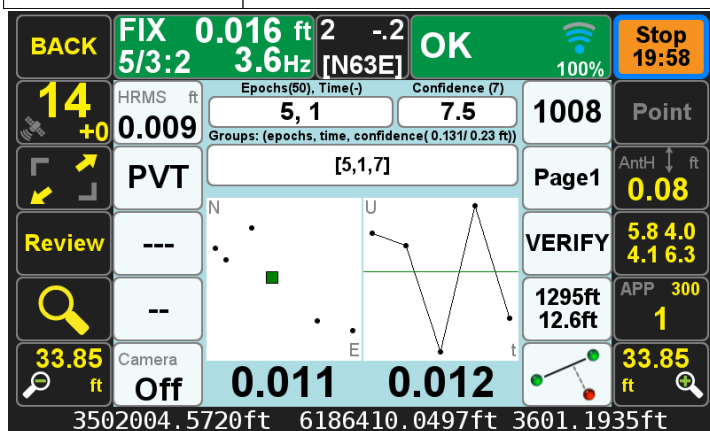 BACK
FIX 0.016 ft
5/3:2 3.6Hz
2 -.2
[N63E]
OK
100%
Stop
19:58
14
+0
HRMS ft
0.009
Epochs(50), Time(-)
5, 1
Confidence (7)
7.5
Groups: (epochs, time, confidence( 0.131/ 0.23 ft))
[5,1,7]
1008
Point
PVT
Page1
AntH ft
0.08
Review
---
N
U
VERIFY
5.8 4.0
4.1 6.3
--
1295ft
12.6ft
APP 300
1
E
t
33.85
ft
Camera
Off
0.011
0.012
33.85
ft
3502004.5720ft 6186410.0497ft 3601.1935ft